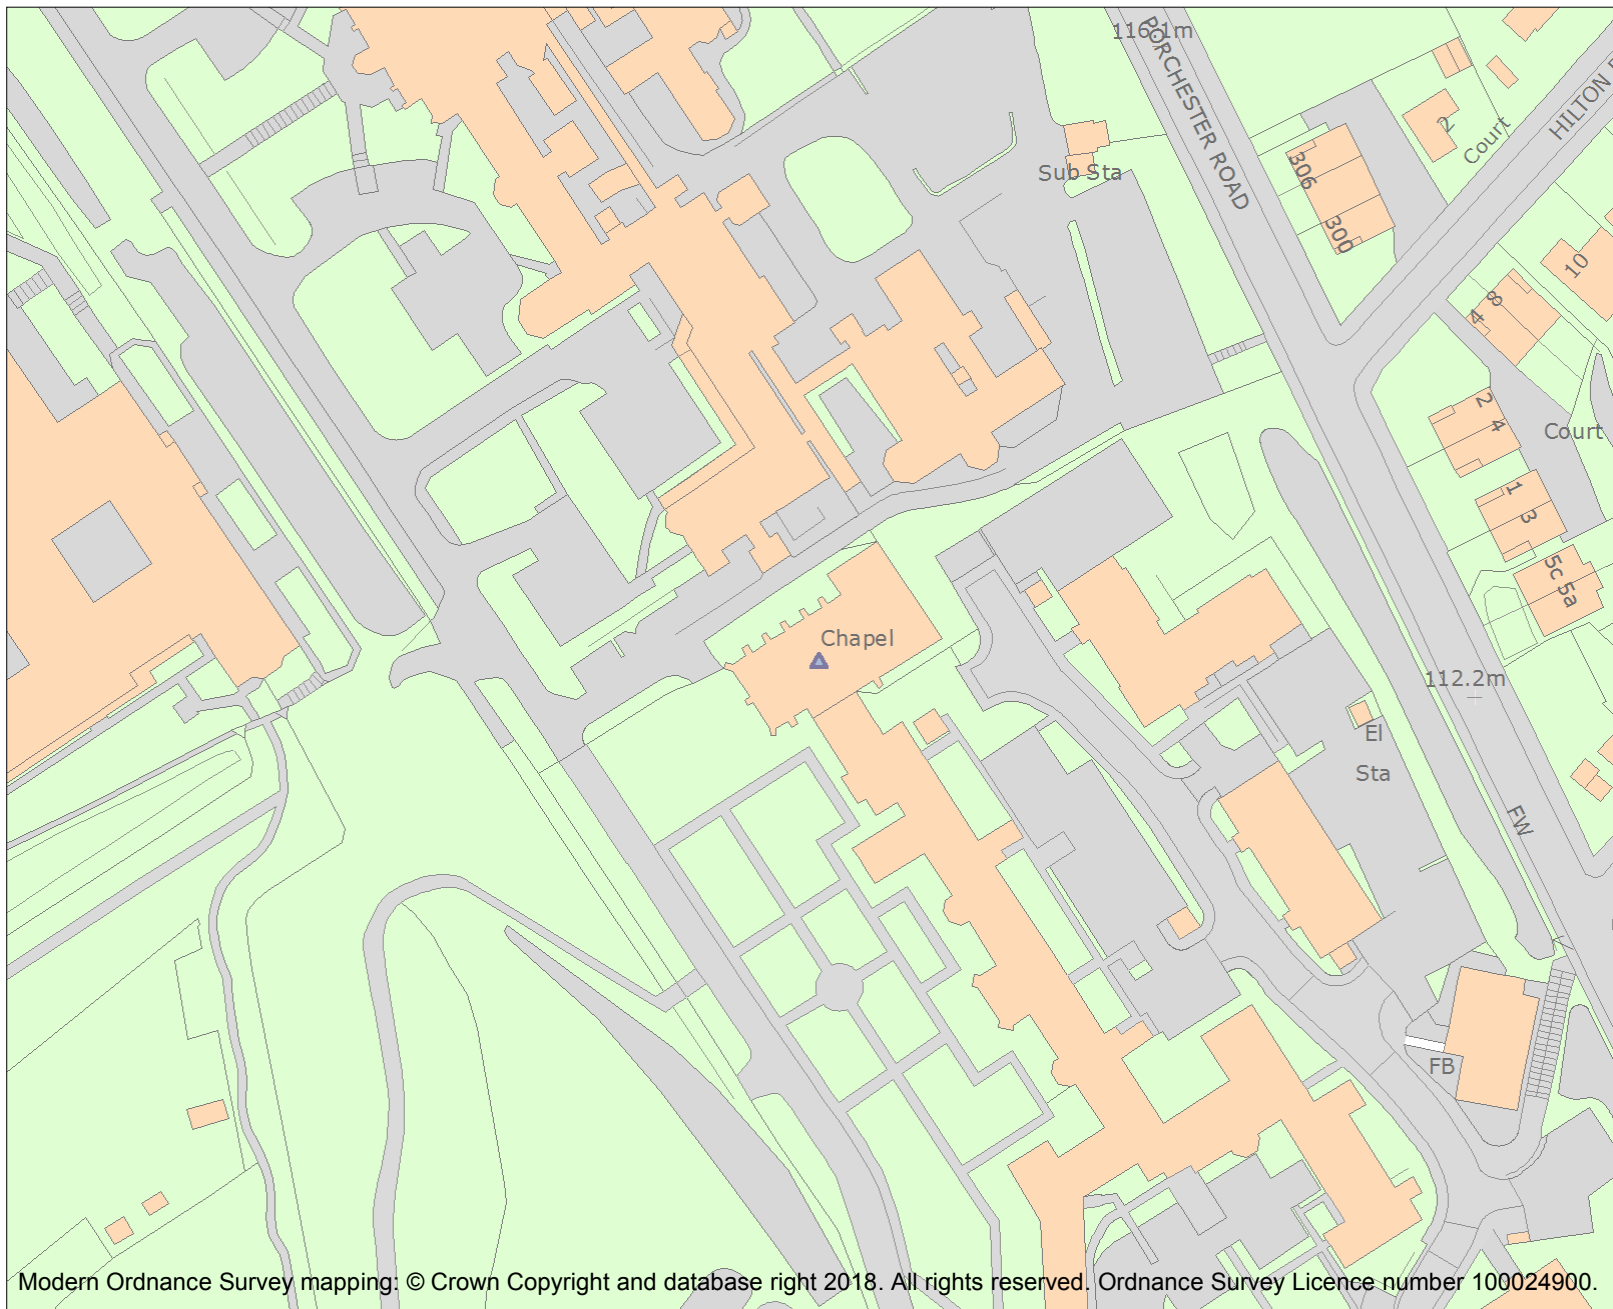 116.1m
PORCHESTER ROAD
HILTON
2
Court
306
300
Sub Sta
10
8
4
2
4
Court
1
3
5c
5a
Chapel
112.2m
El
Sta
FW
FB
Modern Ordnance Survey mapping: © Crown Copyright and database right 2018. All rights reserved. Ordnance Survey Licence number 100024900.